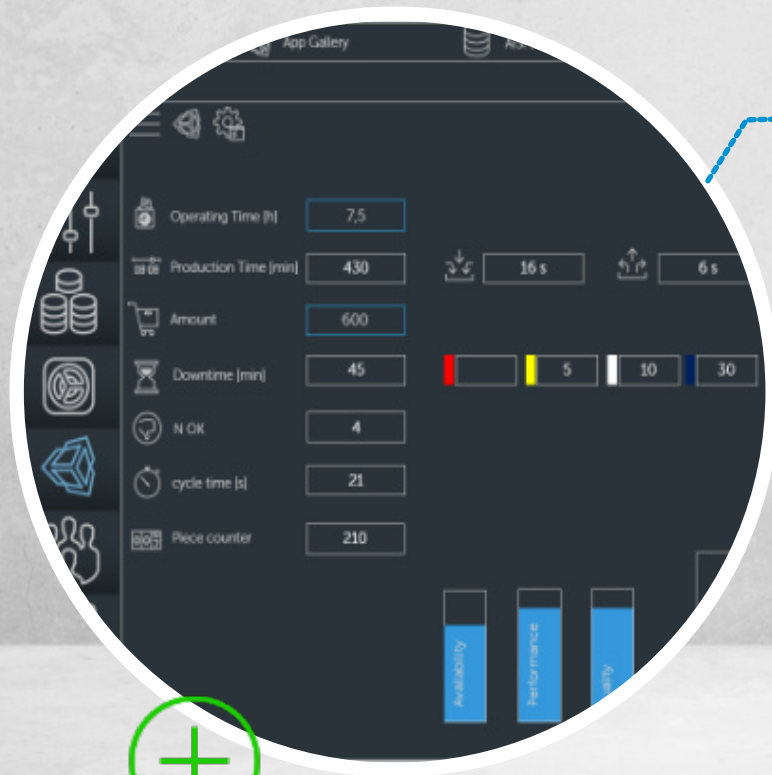 App Gallery
Operating Time [h] 7,5
Production Time [min] 430 16 s 6 s
Amount 600
Downtime [min] 45 5 10 30
N OK 4
cycle time [s] 21
Piece counter 210
Availability
Performance